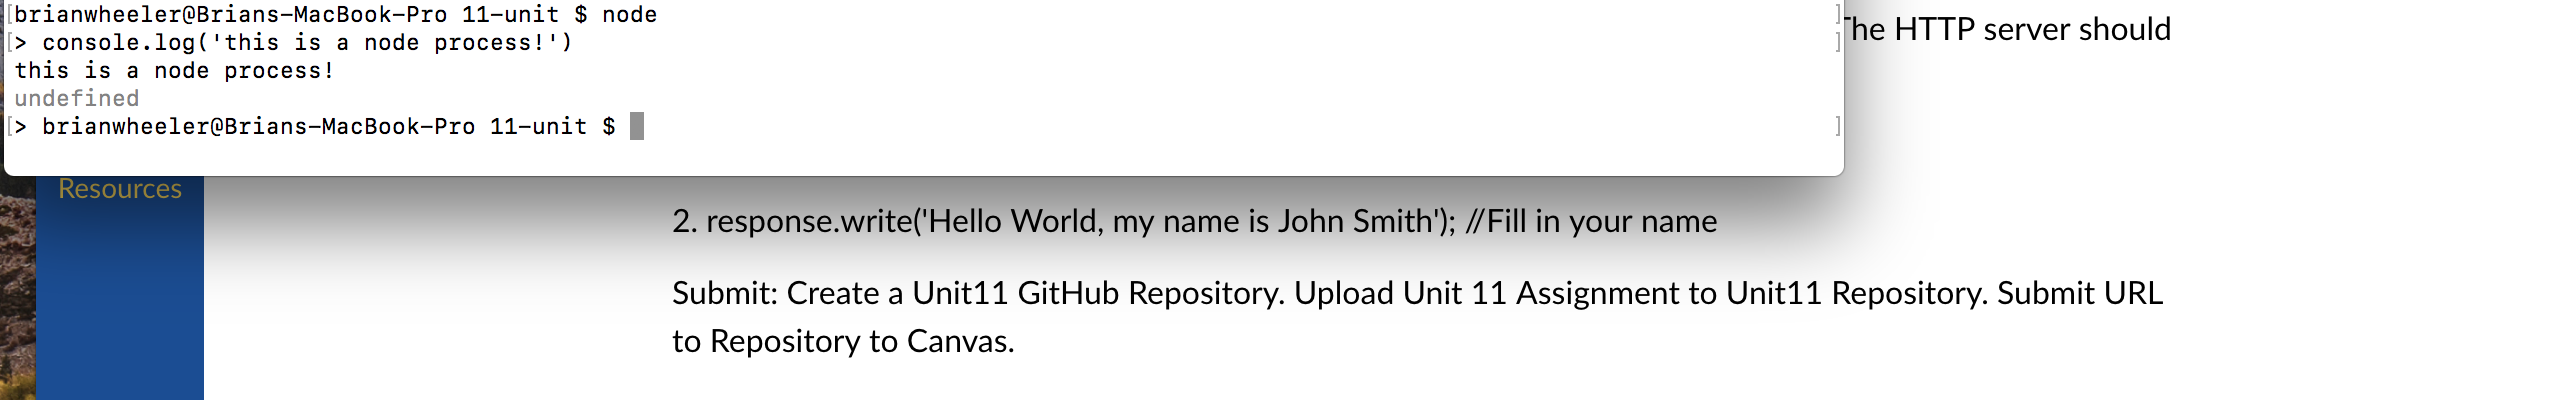 [brianwheeler@Brians-MacBook-Pro 11-unit $ node ]
[> console.log('this is a node process!') ]
this is a node process!
undefined
[> brianwheeler@Brians-MacBook-Pro 11-unit $ ]
he HTTP server should
Resources
2. response.write('Hello World, my name is John Smith'); //Fill in your name
Submit: Create a Unit11 GitHub Repository. Upload Unit 11 Assignment to Unit11 Repository. Submit URL
to Repository to Canvas.